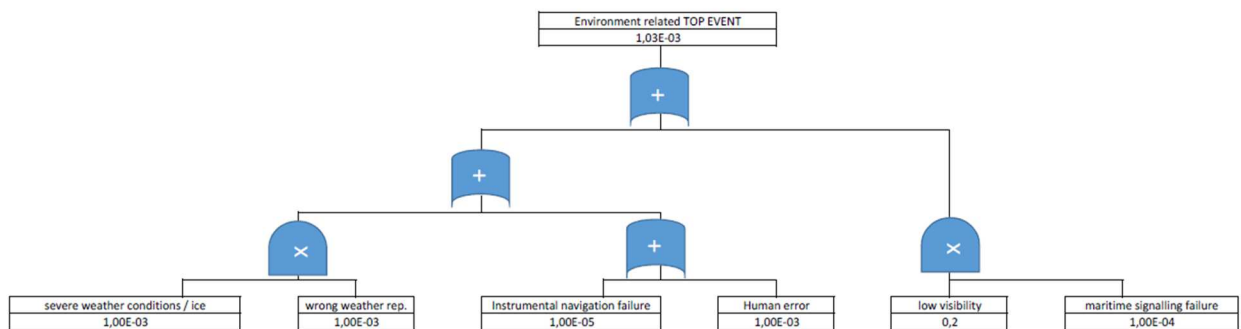 Environment related TOP EVENT
1,03E-03
+
+
×
+
×
severe weather conditions / ice
wrong weather rep.
Instrumental navigation failure
Human error
low visibility
maritime signalling failure
1,00E-03
1,00E-03
1,00E-05
1,00E-03
0,2
1,00E-04